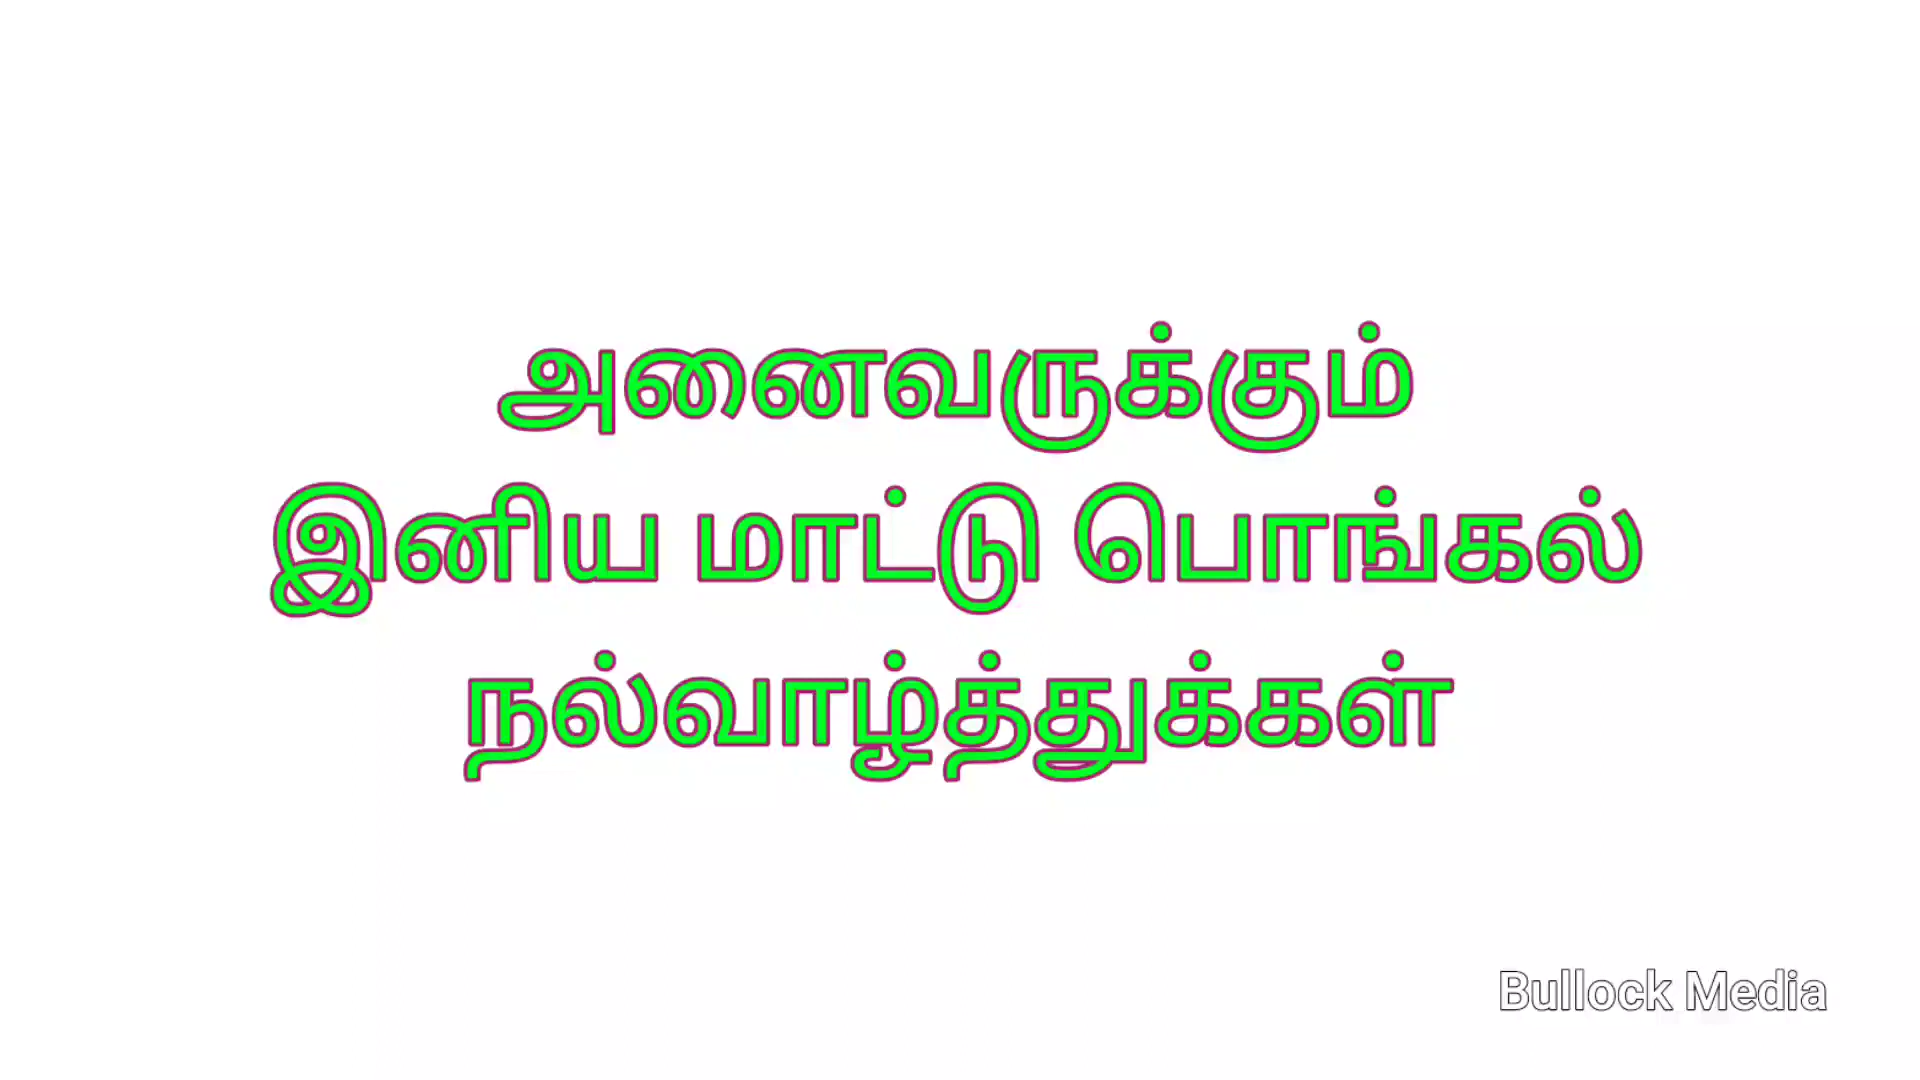 அனைவருக்கும்
இனிய மாட்டு பொங்கல்
நல்வாழ்த்துக்கள்
Bullock Media